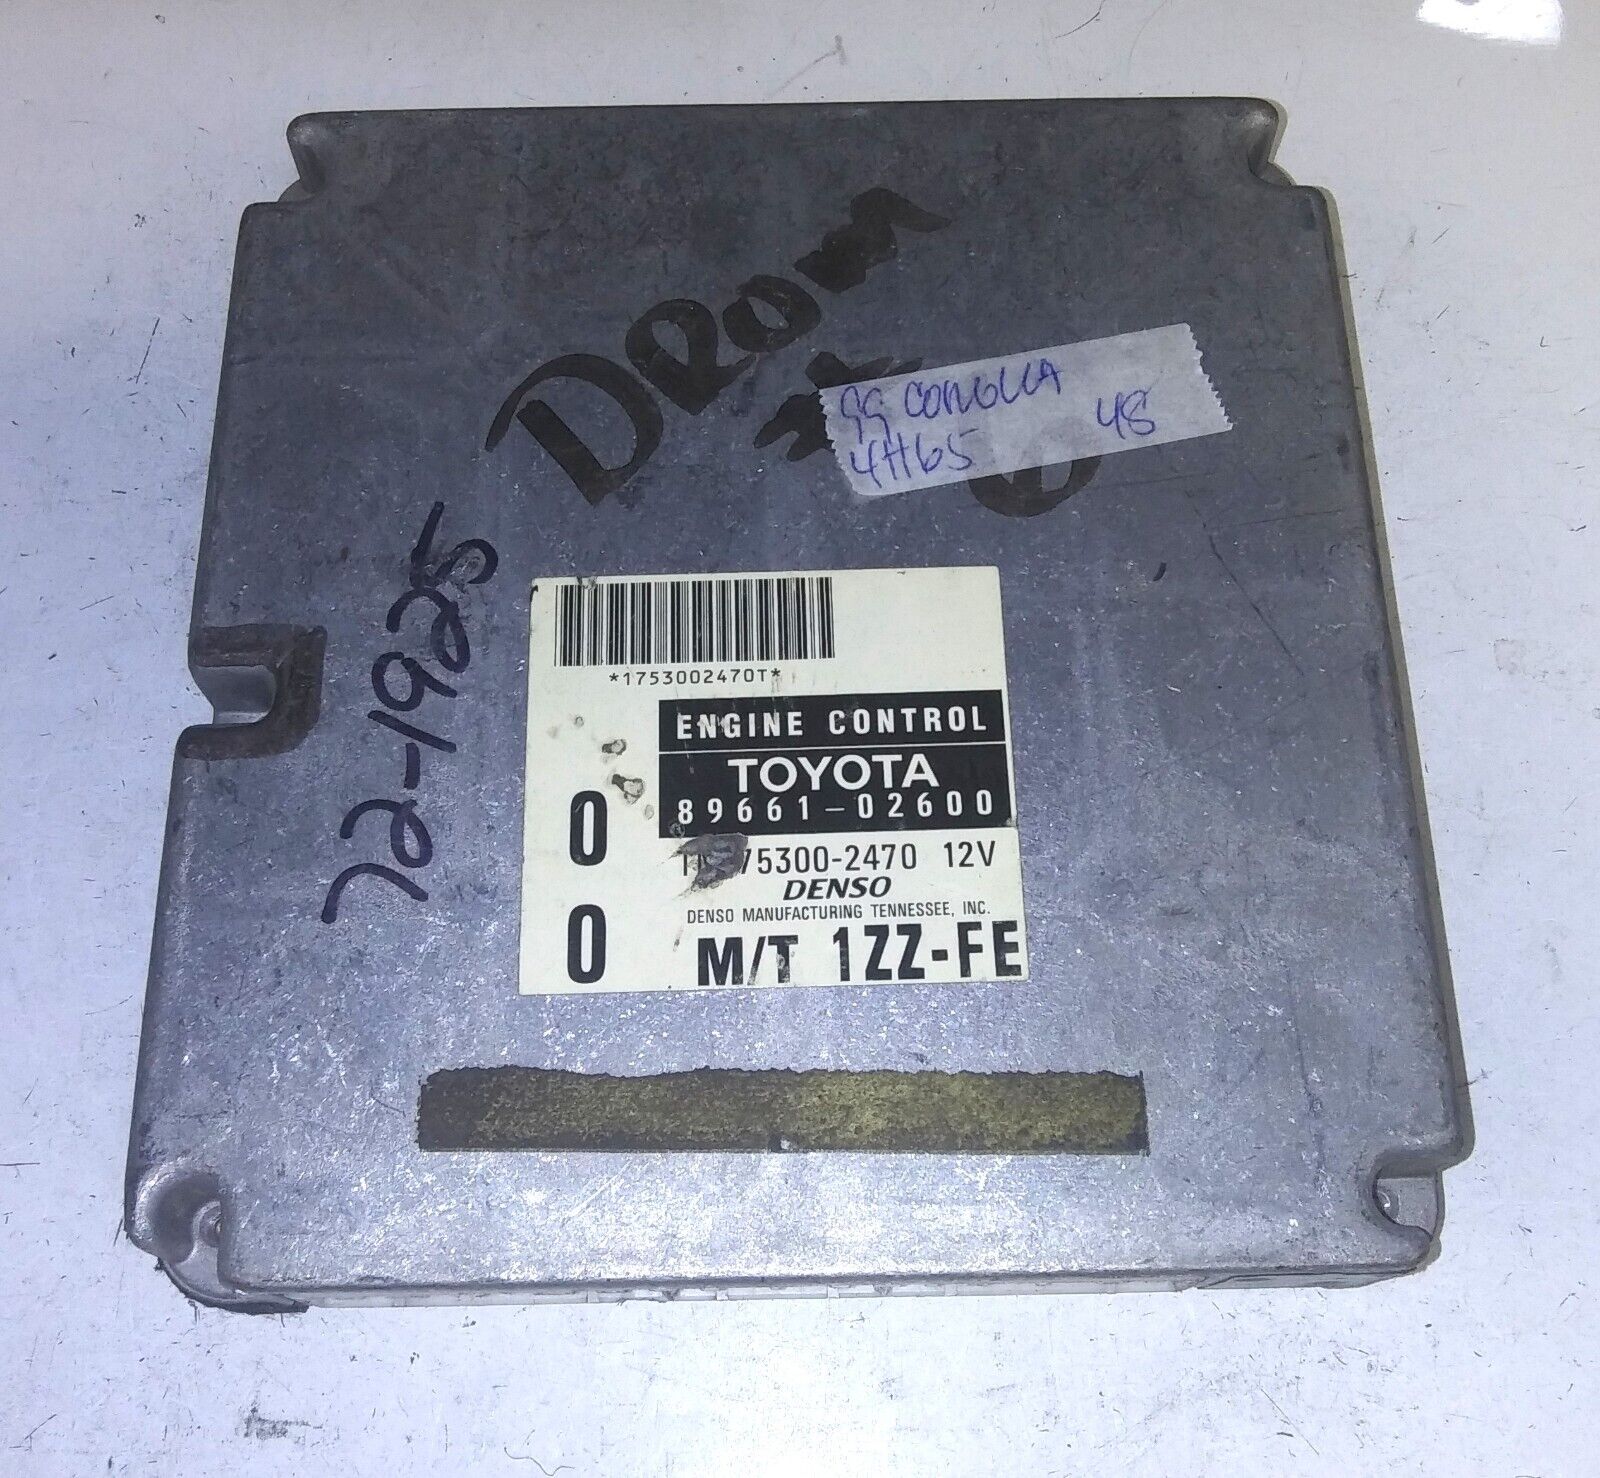 DROM
99 COROLLA
4H65 48
72-1925
*1753002470T*
ENGINE CONTROL
TOYOTA
89661-02600
0
75300-2470 12V
DENSO
DENSO MANUFACTURING TENNESSEE, INC.
0
M/T 1ZZ-FE